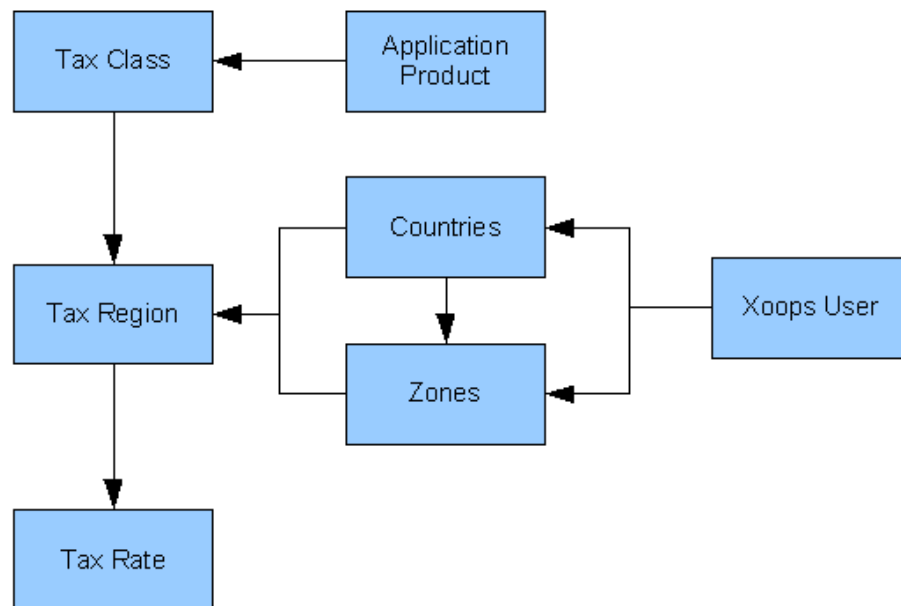 Tax Class
Application
Product
Countries
Tax Region
Xoops User
Zones
Tax Rate